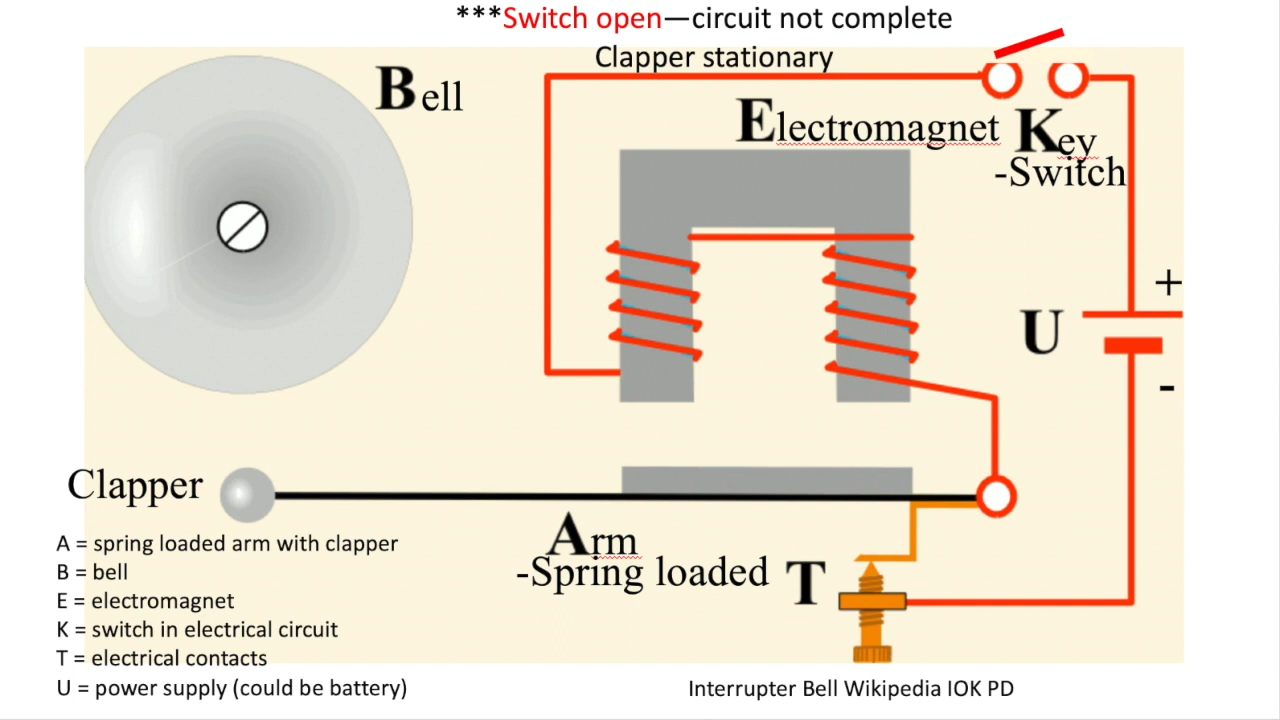 ***Switch open—circuit not complete
Clapper stationary
Bell
Electromagnet
Key
-Switch
+
U
-
Clapper
Arm
-Spring loaded
T
A = spring loaded arm with clapper
B = bell
E = electromagnet
K = switch in electrical circuit
T = electrical contacts
U = power supply (could be battery)
Interrupter Bell Wikipedia IOK PD